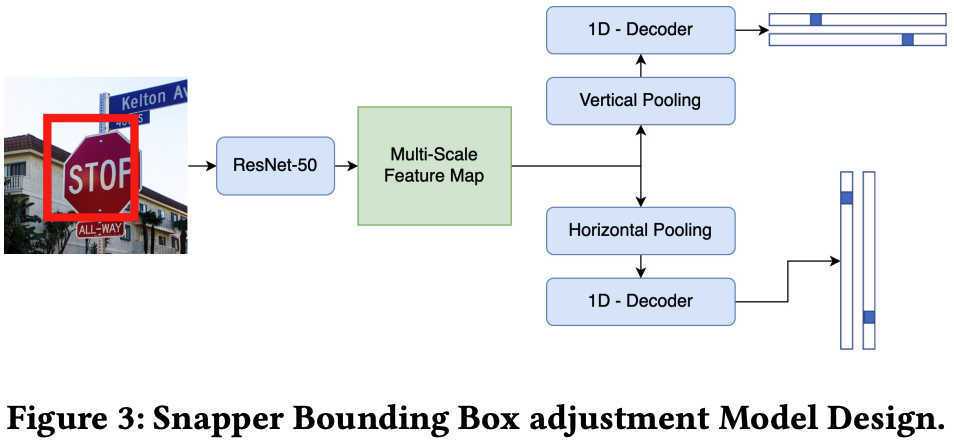 1D - Decoder
Vertical Pooling
Kelton Av
STOP
ALL-WAY
ResNet-50
Multi-Scale
Feature Map
Horizontal Pooling
1D - Decoder
Figure 3: Snapper Bounding Box adjustment Model Design.